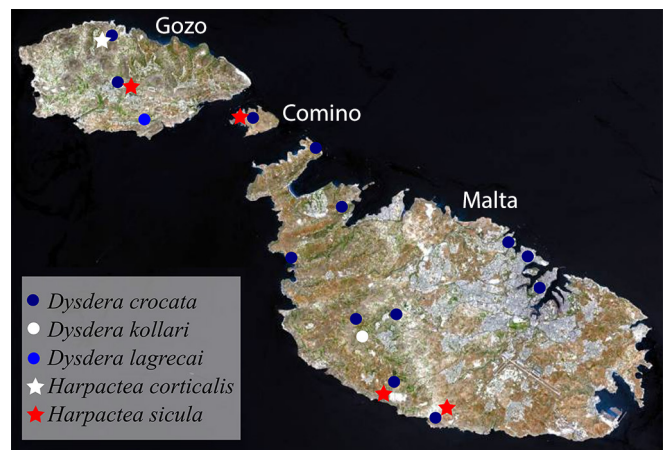 Gozo
Comino
Malta
Dysdera crocata
Dysdera kollari
Dysdera lagrecai
Harpactea corticalis
Harpactea sicula